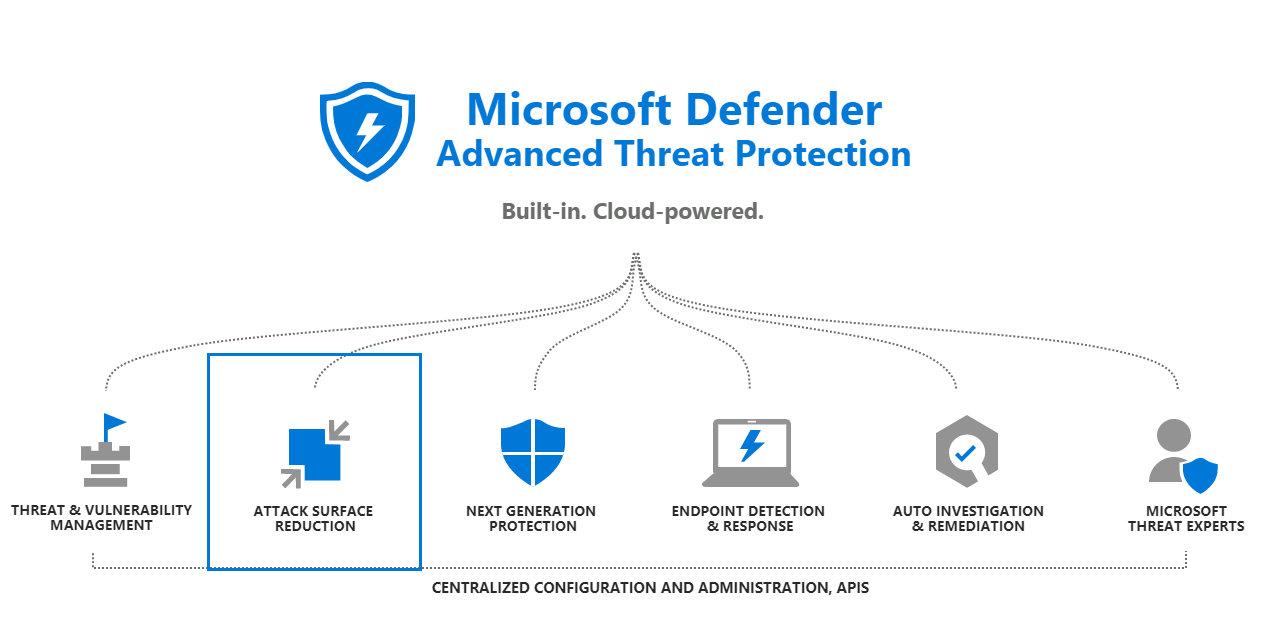 Microsoft Defender
Advanced Threat Protection
Built-in. Cloud-powered.
THREAT & VULNERABILITY
MANAGEMENT
ATTACK SURFACE
REDUCTION
NEXT GENERATION
PROTECTION
ENDPOINT DETECTION
& RESPONSE
AUTO INVESTIGATION
& REMEDIATION
MICROSOFT
THREAT EXPERTS
CENTRALIZED CONFIGURATION AND ADMINISTRATION, APIS